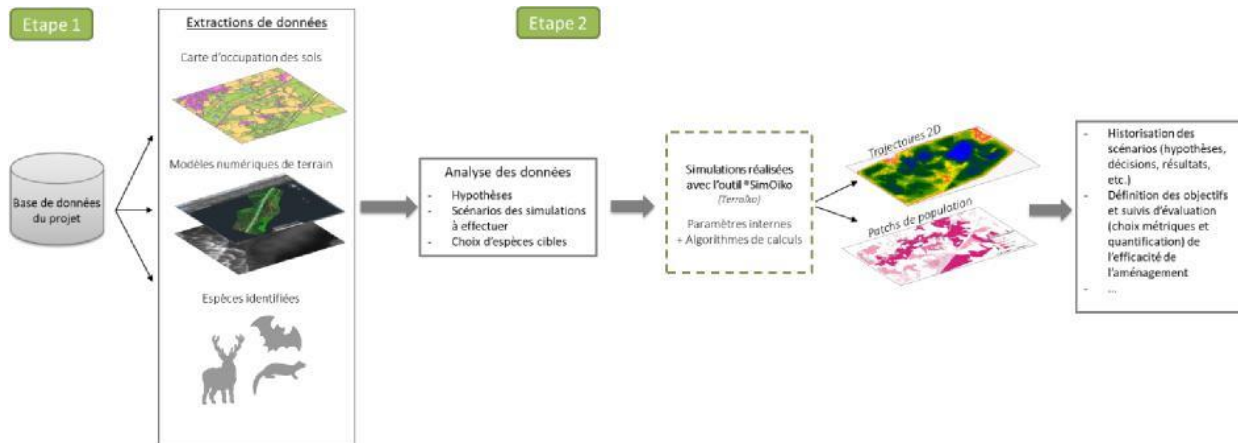 Etape 1
Extractions de données
Carte d'occupation des sols
Modèles numériques de terrain
Espèces identifiées
Base de données
du projet
Analyse des données
- Hypothèses
- Scénarios des simulations
à effectuer
- Choix d'espèces cibles
Etape 2
Simulations réalisées
avec l'outil ®SimOïko
(TerrOïko)
Paramètres internes
+ Algorithmes de calculs
Trajectoires 2D
Patchs de population
- Historisation des
scénarios (hypothèses,
décisions, résultats,
etc.)
- Définition des objectifs
et suivis d'évaluation
(choix métriques et
quantification) de
l'efficacité de
l'aménagement
- ...